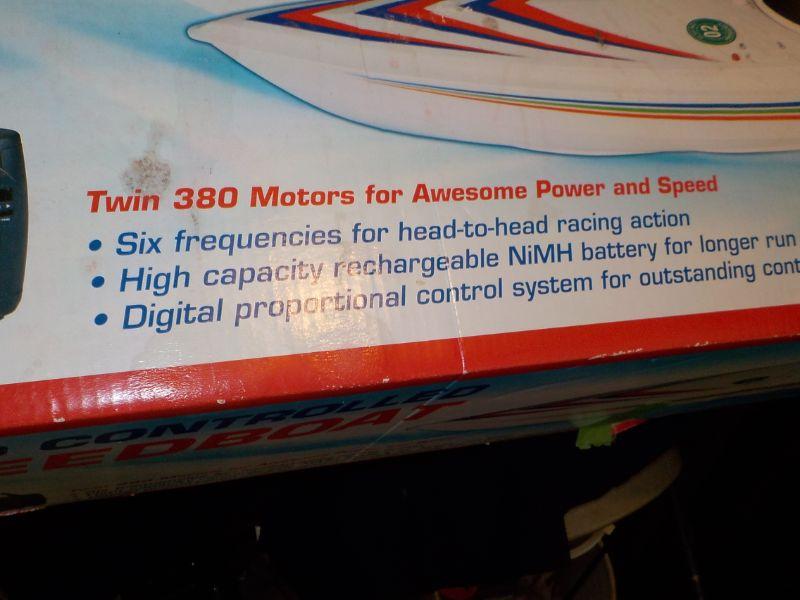 02
Twin 380 Motors for Awesome Power and Speed
• Six frequencies for head-to-head racing action
• High capacity rechargeable NiMH battery for longer run
• Digital proportional control system for outstanding cont
CONTROLLED
EEDBOAT